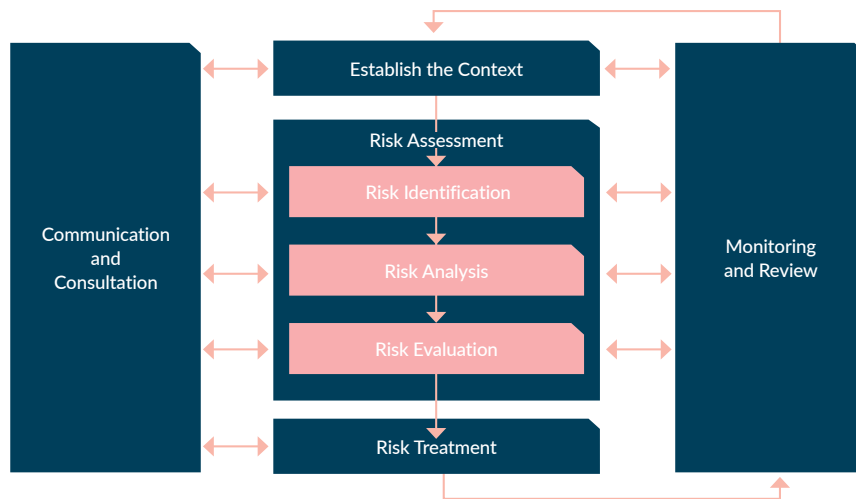 Establish the Context
Risk Assessment
Risk Identification
Risk Analysis
Risk Evaluation
Risk Treatment
Communication
and
Consultation
Monitoring
and Review